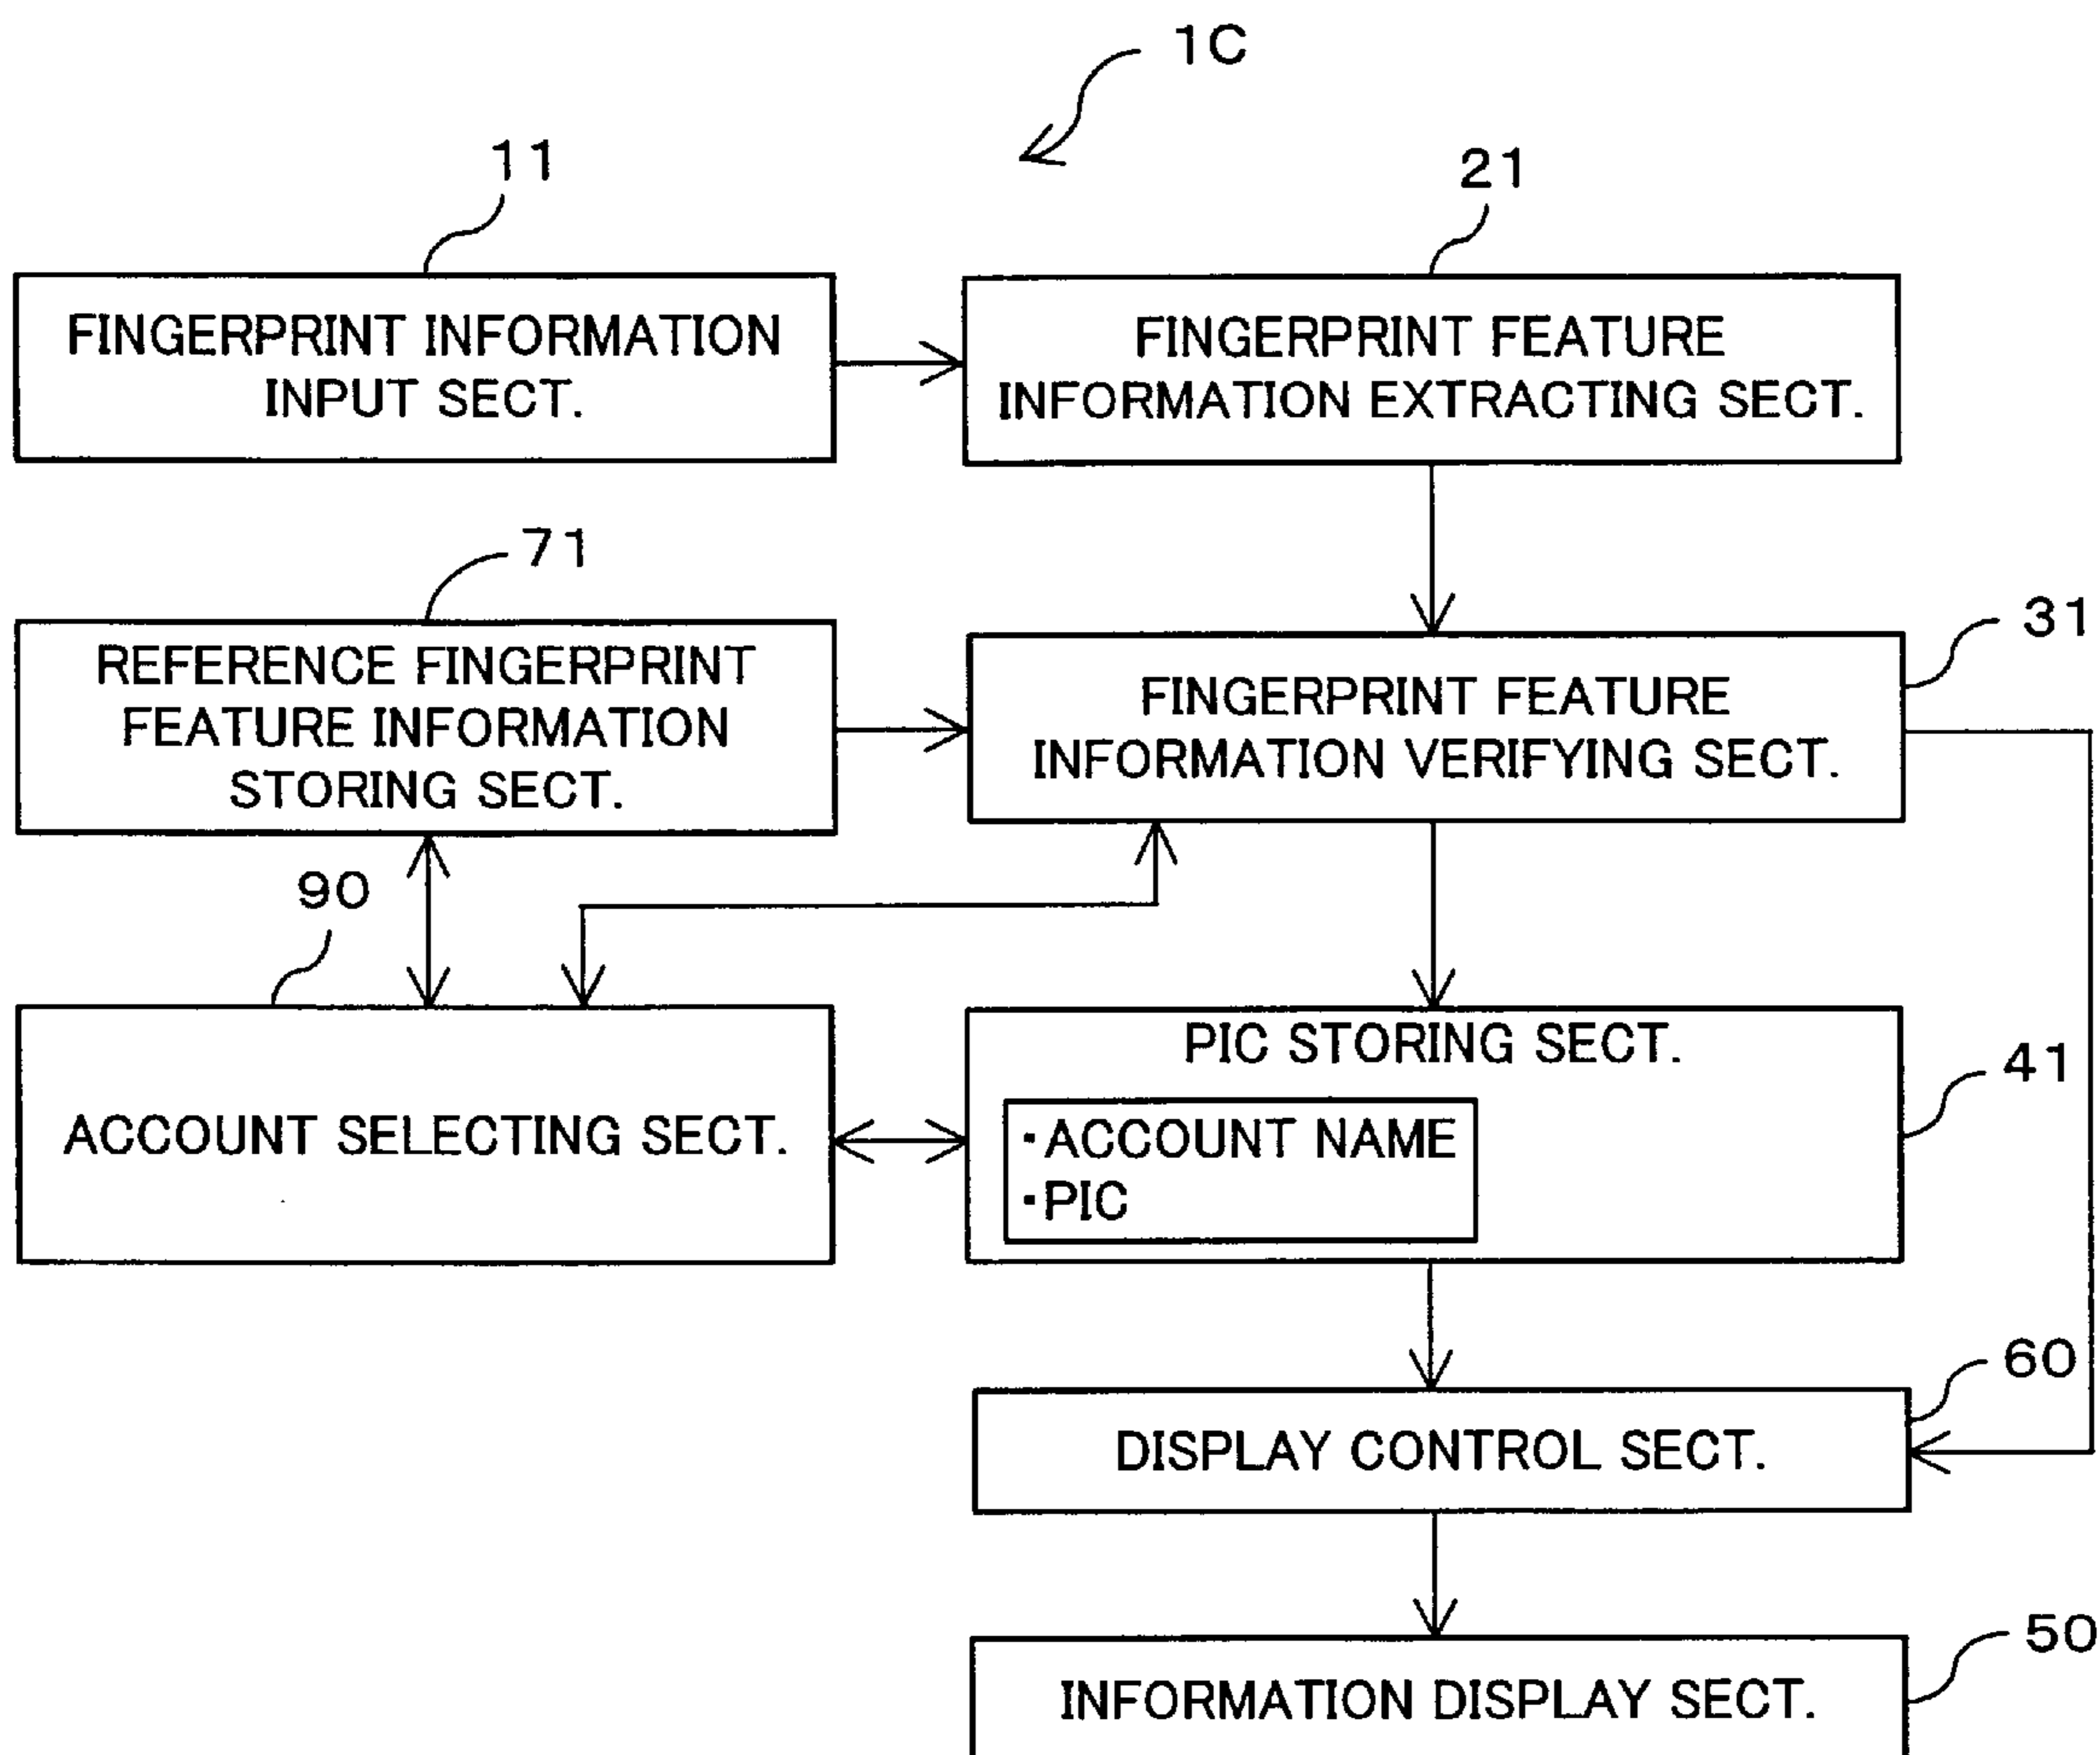 1C
11
21
FINGERPRINT INFORMATION
INPUT SECT.
FINGERPRINT FEATURE
INFORMATION EXTRACTING SECT.
71
31
REFERENCE FINGERPRINT
FEATURE INFORMATION
STORING SECT.
FINGERPRINT FEATURE
INFORMATION VERIFYING SECT.
90
41
ACCOUNT SELECTING SECT.
PIC STORING SECT.
・ACCOUNT NAME
・PIC
60
DISPLAY CONTROL SECT.
50
INFORMATION DISPLAY SECT.